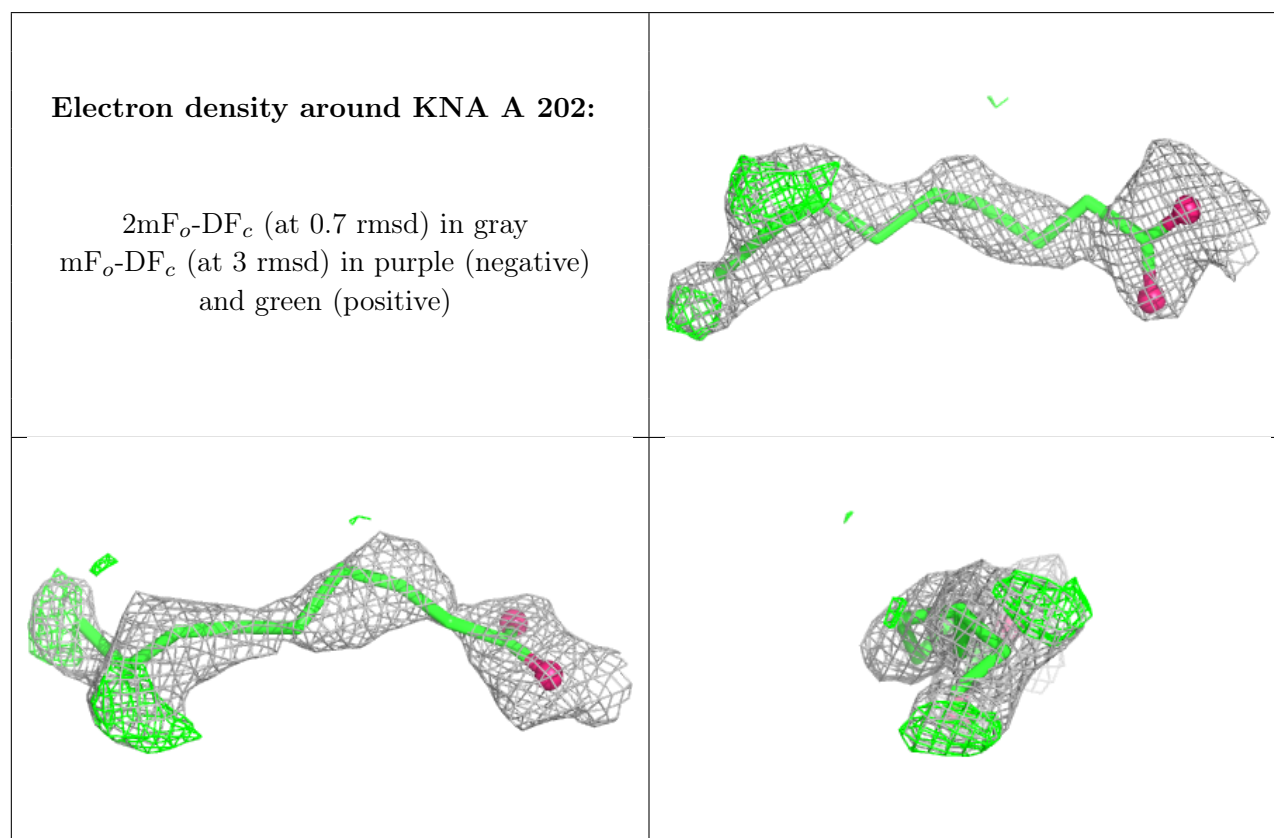 Electron density around KNA A 202:
2mFo-DFc (at 0.7 rmsd) in gray
mFo-DFc (at 3 rmsd) in purple (negative)
and green (positive)